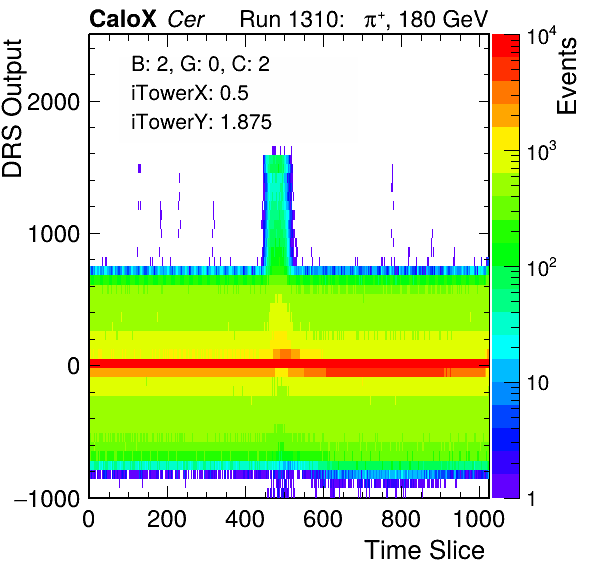 CaloX Cer Run 1310: π⁺, 180 GeV
B: 2, G: 0, C: 2
iTowerX: 0.5
iTowerY: 1.875
DRS Output
2000
1000
0
−1000
0 200 400 600 800 1000
Time Slice
Events
10⁴
10³
10²
10
1